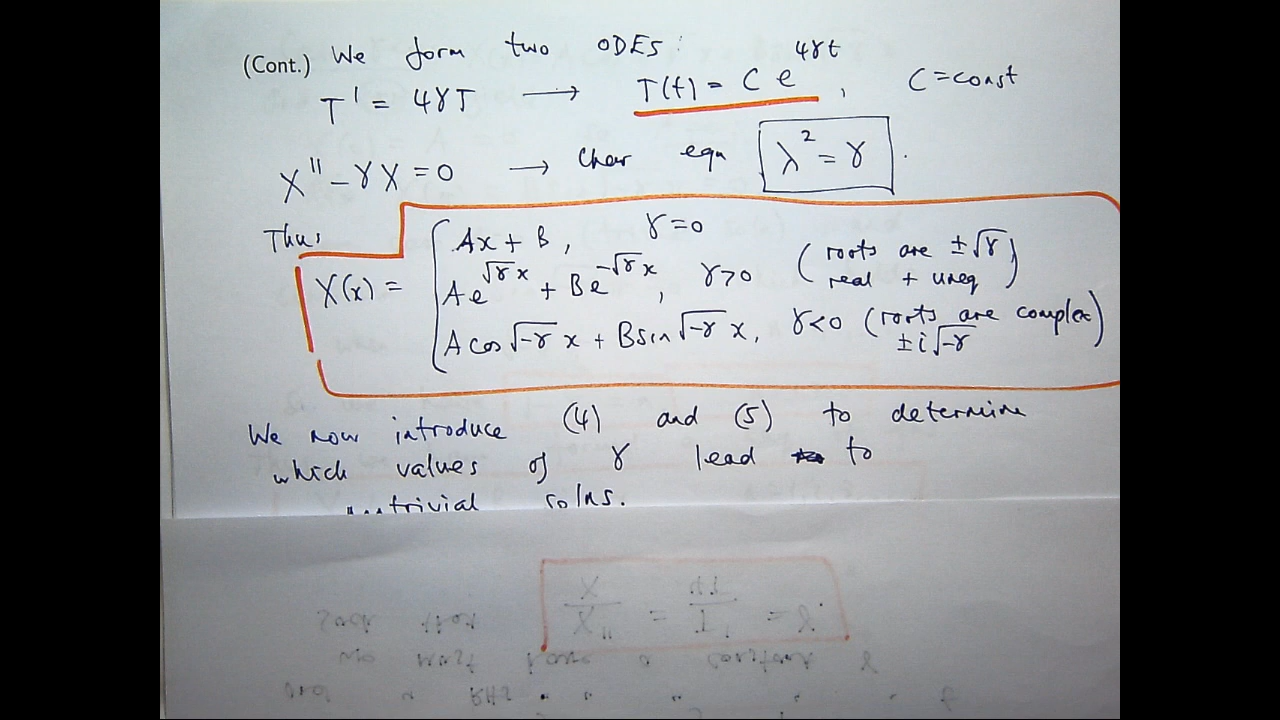 (Cont.) We form two ODEs:
T' = 4γT → T(t) = C e^{4γt}, C = const
X'' - γX = 0 → Char eqn λ² = γ.
Thus
X(x) = { Ax + B, γ = 0
Ae^{√γ x} + Be^{-√γ x}, γ > 0 (roots are ±√γ) real + uneq
A cos √-γ x + B sin √-γ x, γ < 0 (roots are complex) ± i√-γ
We now introduce (4) and (5) to determine
which values of γ lead to
nontrivial solns.